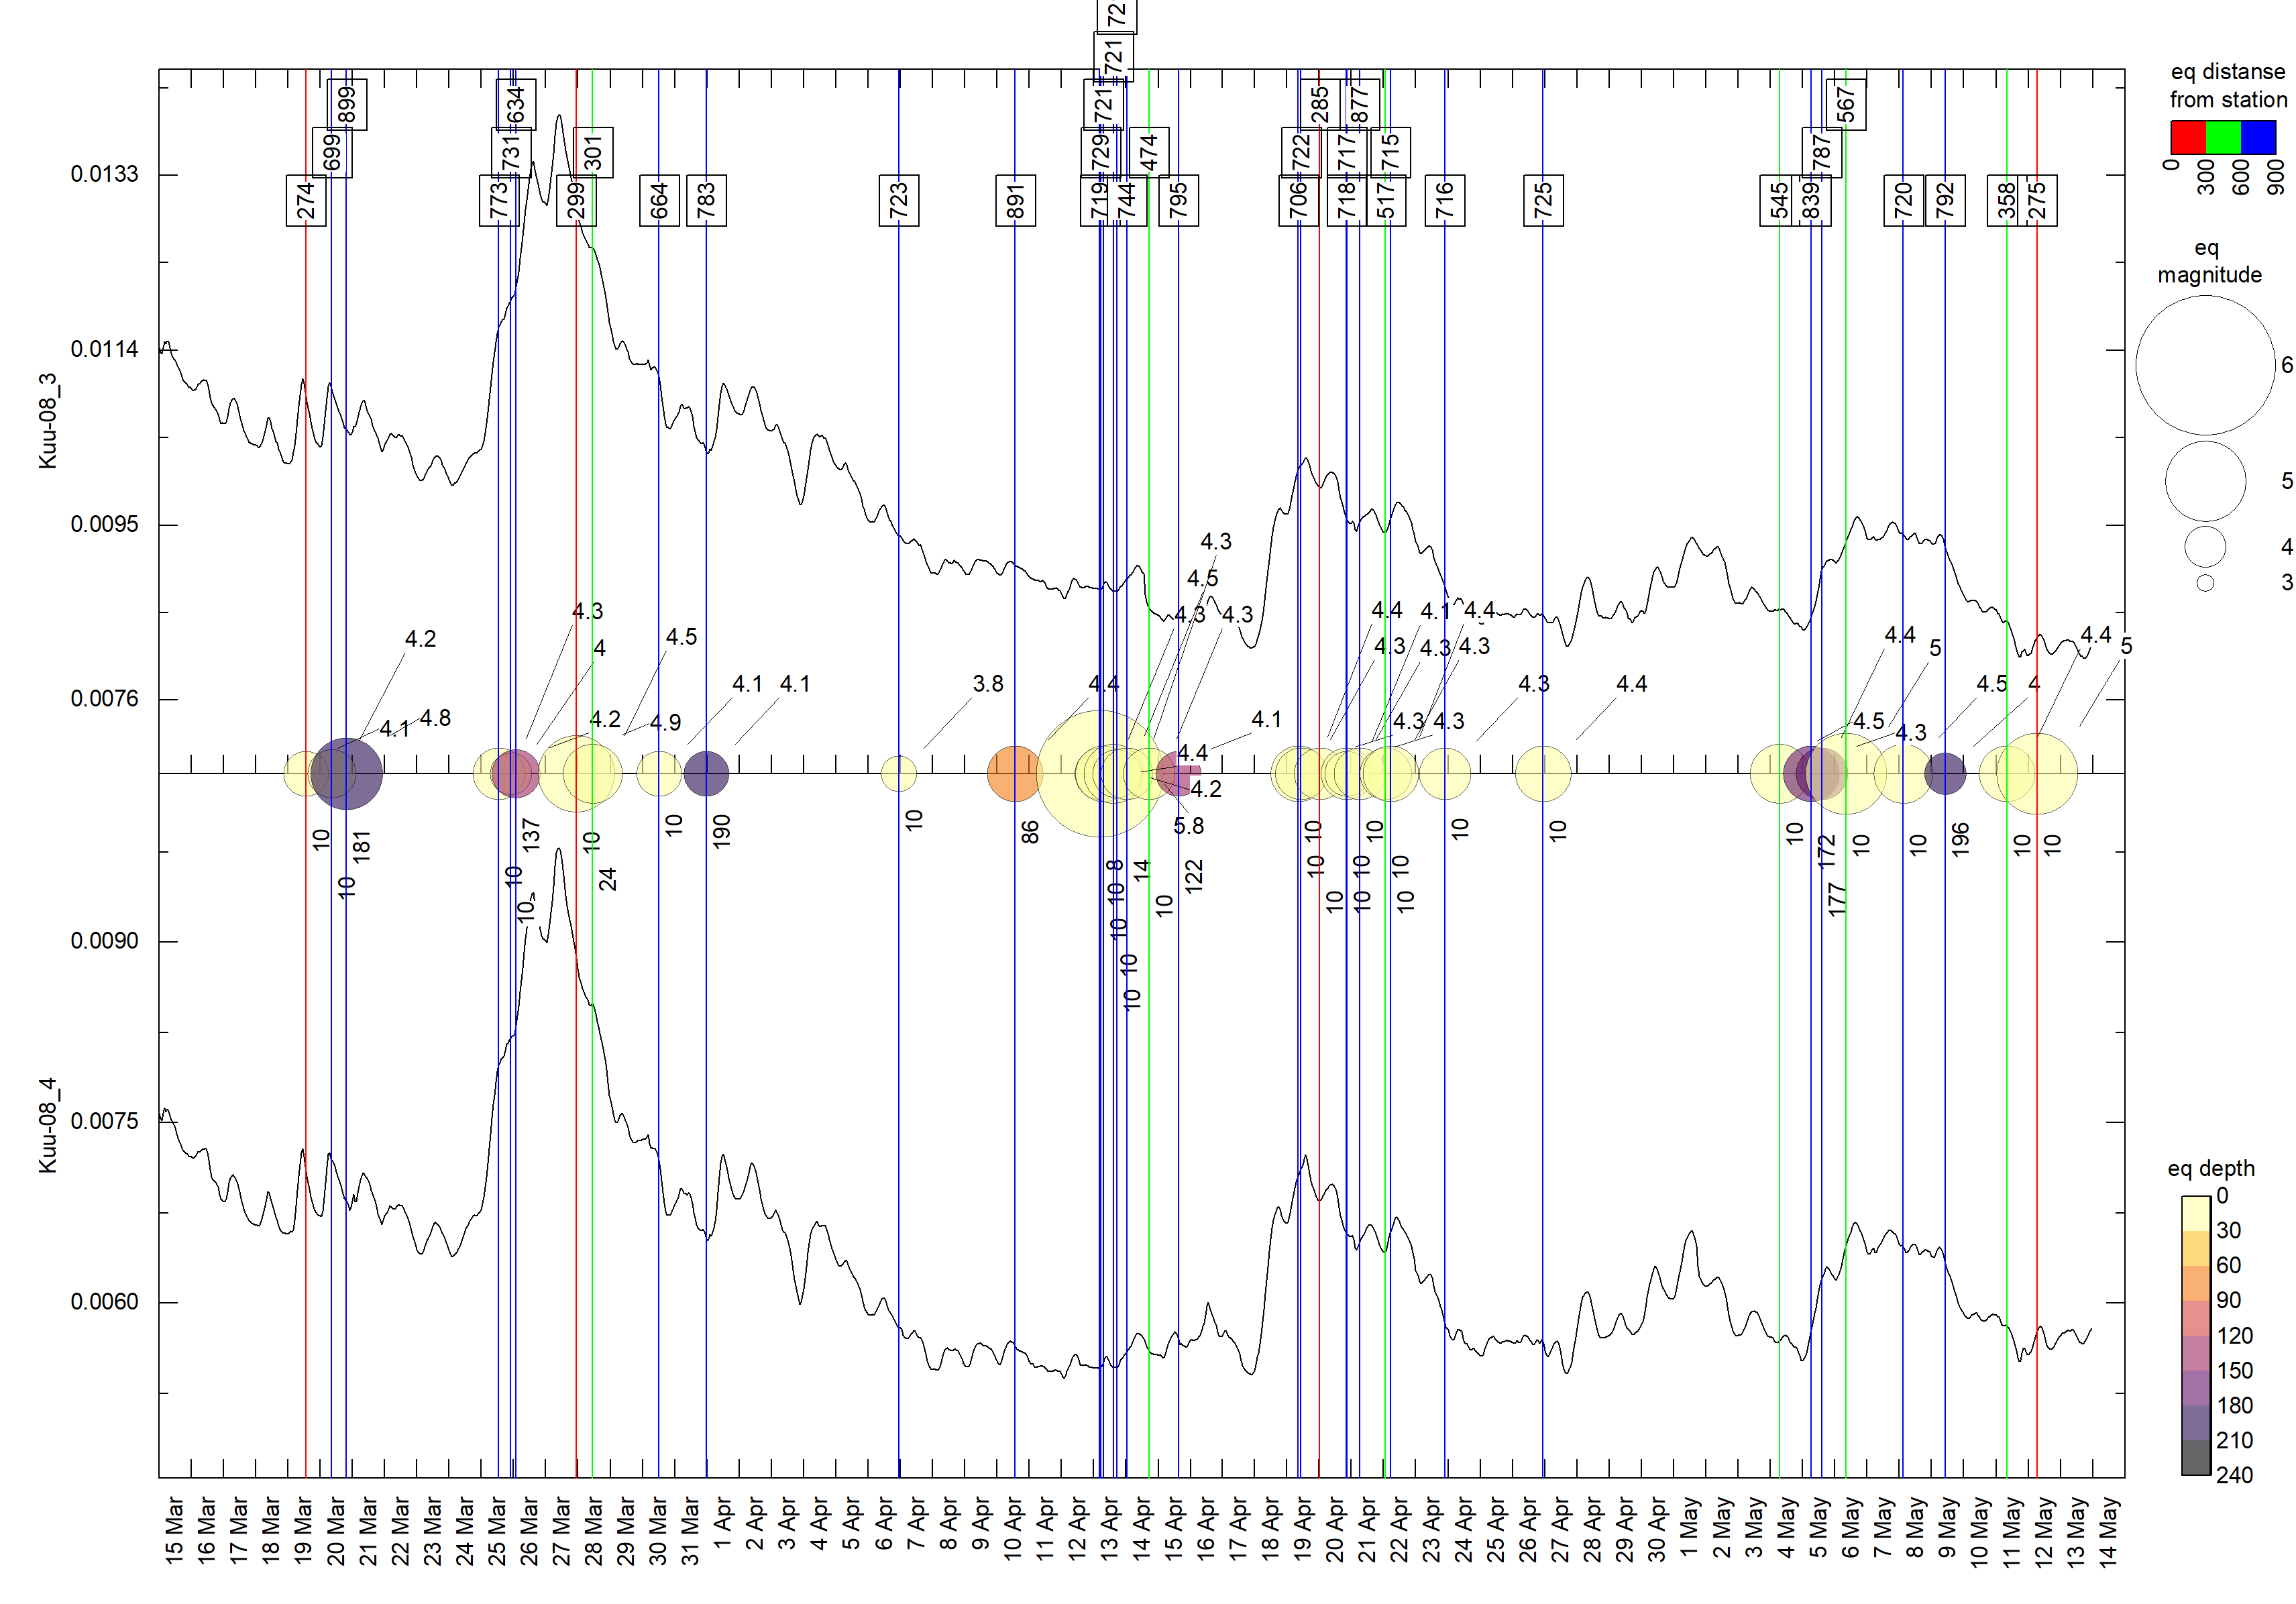 72
721
634
899
721
285
877
567
eq distanse
from station
699
731
301
729
474
722
717
715
787
0
300
600
900
274
773
299
664
783
723
891
719
744
795
706
718
517
716
725
545
839
720
792
358
275
eq
magnitude
6
5
4
3
0.0133
0.0114
0.0095
0.0076
Kuu-08_3
4.3
4.5
4.3
4.3
4.3
4.4
4.1
4.4
4.2
4
4.5
4.3
4.3
4.3
4.4
5
4.4
5
4.1
4.1
3.8
4.4
4.3
4.4
4.5
4
4.1
4.8
4.2
4.9
4.1
4.3
4.3
4.5
4.3
4.4
4.2
5.8
10
181
10
137
10
10
10
24
10
190
10
86
8
10
10
10
10
14
10
122
10
10
10
10
10
10
10
10
10
10
10
172
177
10
10
196
10
10
0.0090
0.0075
0.0060
Kuu-08_4
eq depth
0
30
60
90
120
150
180
210
240
15 Mar
16 Mar
17 Mar
18 Mar
19 Mar
20 Mar
21 Mar
22 Mar
23 Mar
24 Mar
25 Mar
26 Mar
27 Mar
28 Mar
29 Mar
30 Mar
31 Mar
1 Apr
2 Apr
3 Apr
4 Apr
5 Apr
6 Apr
7 Apr
8 Apr
9 Apr
10 Apr
11 Apr
12 Apr
13 Apr
14 Apr
15 Apr
16 Apr
17 Apr
18 Apr
19 Apr
20 Apr
21 Apr
22 Apr
23 Apr
24 Apr
25 Apr
26 Apr
27 Apr
28 Apr
29 Apr
30 Apr
1 May
2 May
3 May
4 May
5 May
6 May
7 May
8 May
9 May
10 May
11 May
12 May
13 May
14 May